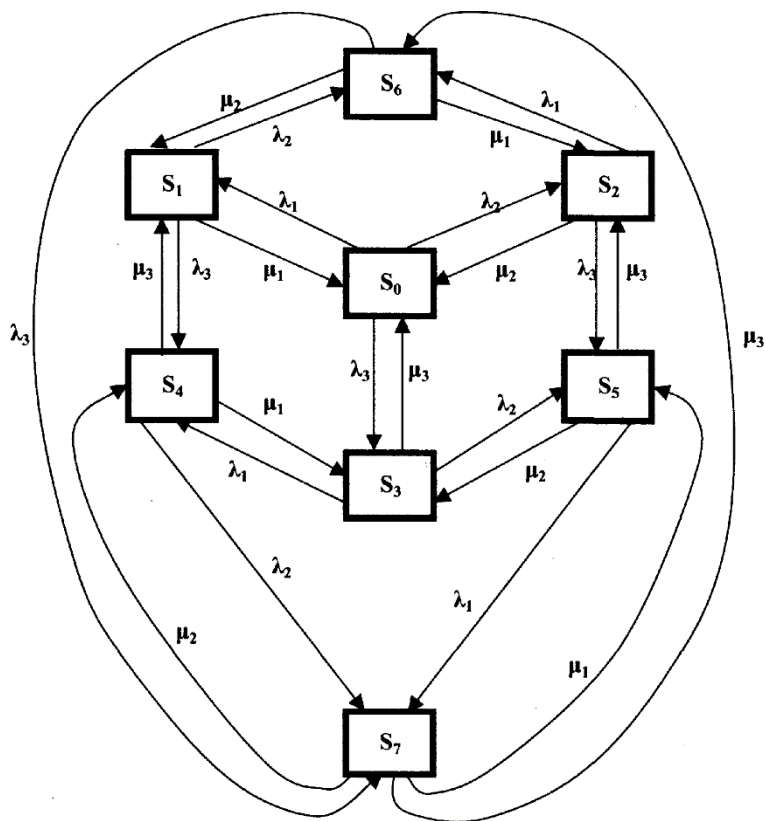 S₆
μ₂
λ₂
λ₁
μ₁
S₁
S₂
λ₁
λ₂
μ₁
S₀
μ₂
μ₃
λ₃
λ₃
μ₃
λ₃
μ₃
λ₃
μ₃
S₄
S₅
μ₁
λ₂
λ₁
S₃
μ₂
λ₂
λ₁
μ₂
μ₁
S₇